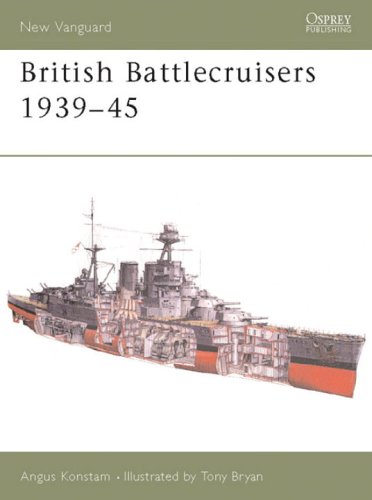 New Vanguard
OSPREY
PUBLISHING
British Battlecruisers
1939–45
Angus Konstam • Illustrated by Tony Bryan